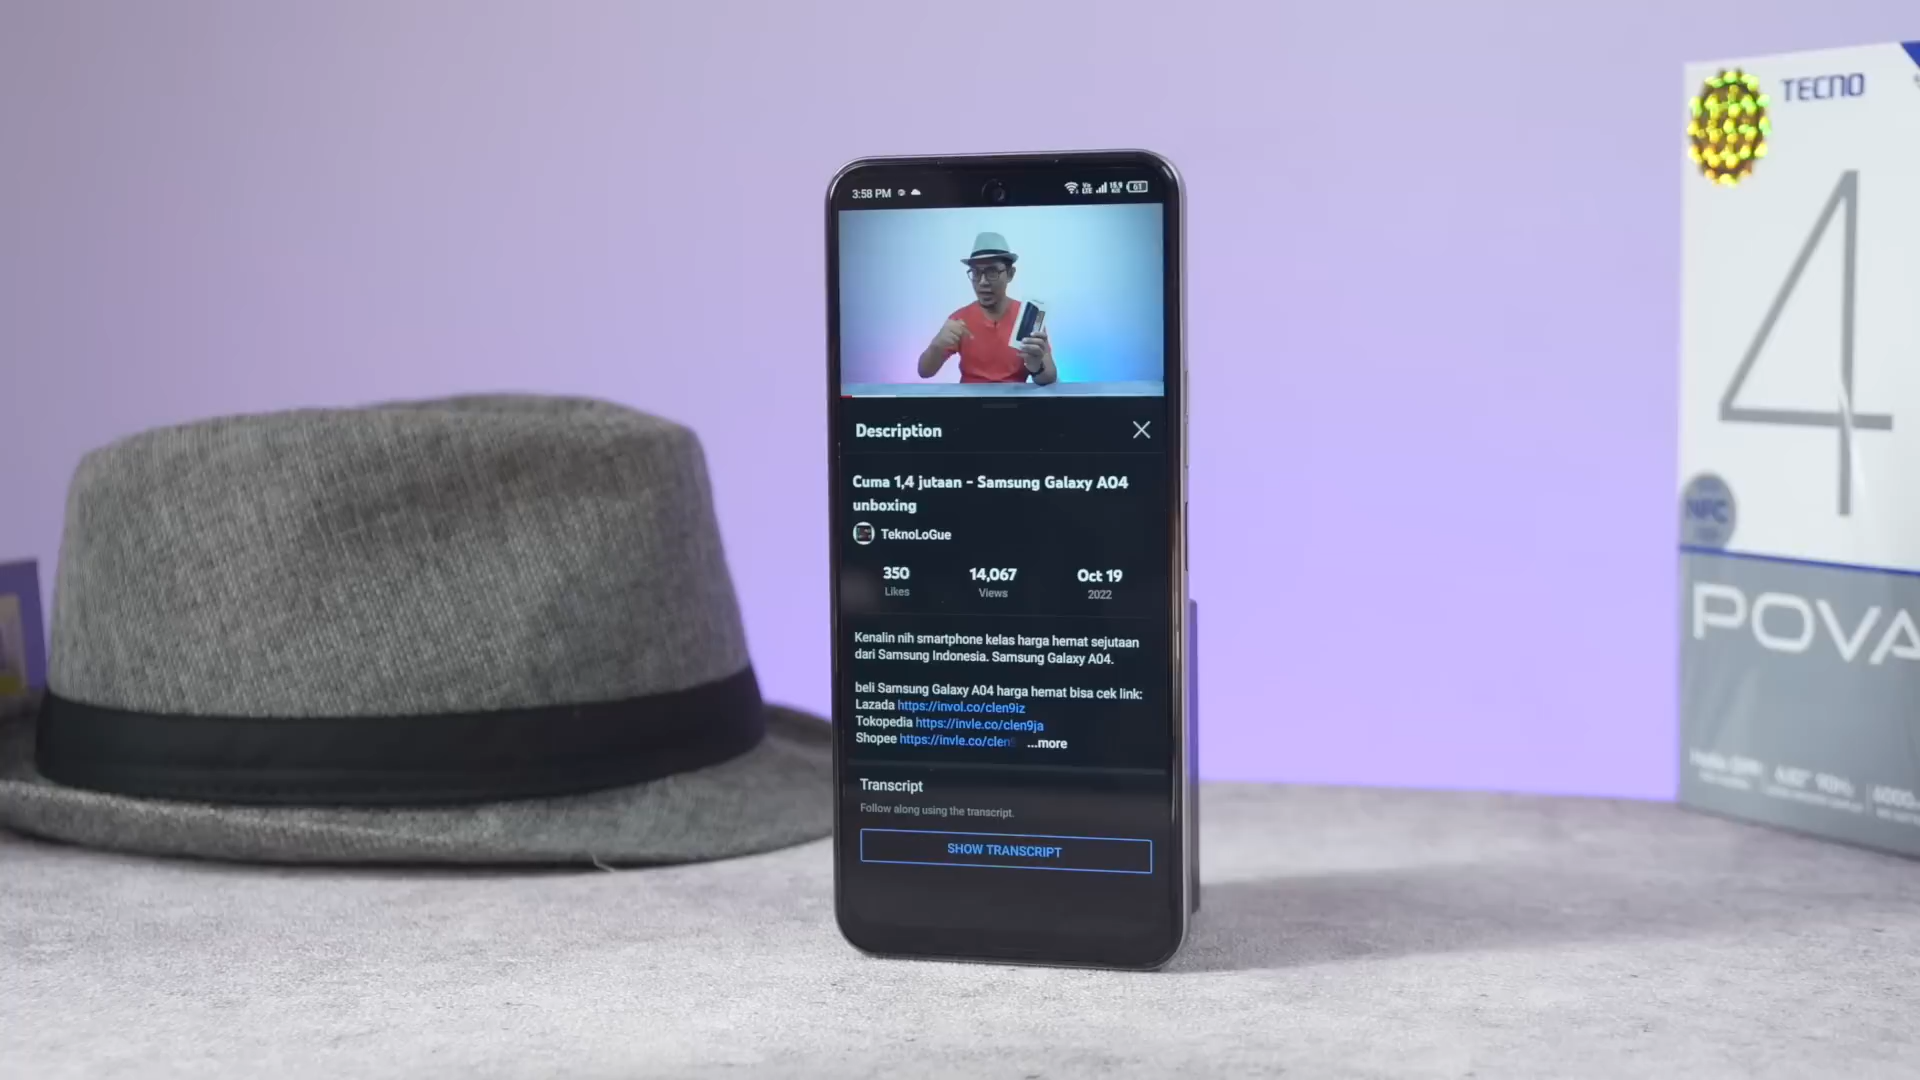 3:58 PM
61
Description
Cuma 1,4 jutaan - Samsung Galaxy A04
unboxing
TeknoLoGue
350
14,067
Oct 19
Likes
Views
2022
Kenalin nih smartphone kelas harga hemat sejutaan
dari Samsung Indonesia. Samsung Galaxy A04.
beli Samsung Galaxy A04 harga hemat bisa cek link:
Lazada https://invol.co/clen9iz
Tokopedia https://invle.co/clen9ja
Shopee https://invle.co/clen ...more
Transcript
Follow along using the transcript.
SHOW TRANSCRIPT
TECNO
4
NFC
POVA